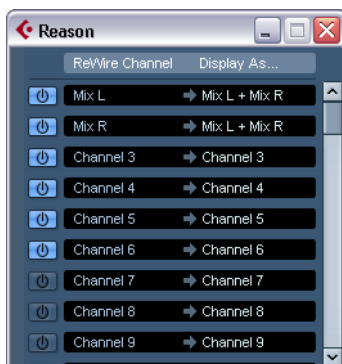 Reason
ReWire Channel Display As...
Mix L Mix L + Mix R
Mix R Mix L + Mix R
Channel 3 Channel 3
Channel 4 Channel 4
Channel 5 Channel 5
Channel 6 Channel 6
Channel 7 Channel 7
Channel 8 Channel 8
Channel 9 Channel 9